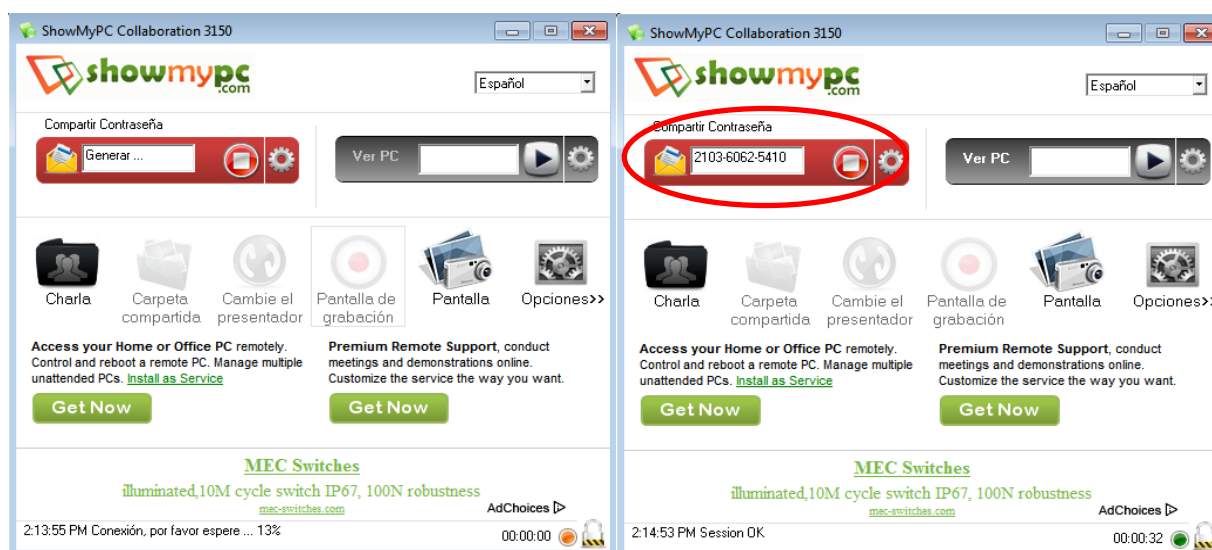 ShowMyPC Collaboration 3150
showmypc
.com
Español
Compartir Contraseña
Generar ...
Ver PC
Charla
Carpeta
compartida
Cambie el
presentador
Pantalla de
grabación
Pantalla
Opciones>>
Access your Home or Office PC remotely.
Control and reboot a remote PC. Manage multiple
unattended PCs. Install as Service
Get Now
Premium Remote Support, conduct
meetings and demonstrations online.
Customize the service the way you want.
Get Now
MEC Switches
illuminated,10M cycle switch IP67, 100N robustness
mec-switches.com
AdChoices
2:13:55 PM Conexión, por favor espere ... 13%
00:00:00
ShowMyPC Collaboration 3150
showmypc
.com
Español
Compartir Contraseña
2103-6062-5410
Ver PC
Charla
Carpeta
compartida
Cambie el
presentador
Pantalla de
grabación
Pantalla
Opciones>>
Access your Home or Office PC remotely.
Control and reboot a remote PC. Manage multiple
unattended PCs. Install as Service
Get Now
Premium Remote Support, conduct
meetings and demonstrations online.
Customize the service the way you want.
Get Now
MEC Switches
illuminated,10M cycle switch IP67, 100N robustness
mec-switches.com
AdChoices
2:14:53 PM Session OK
00:00:32